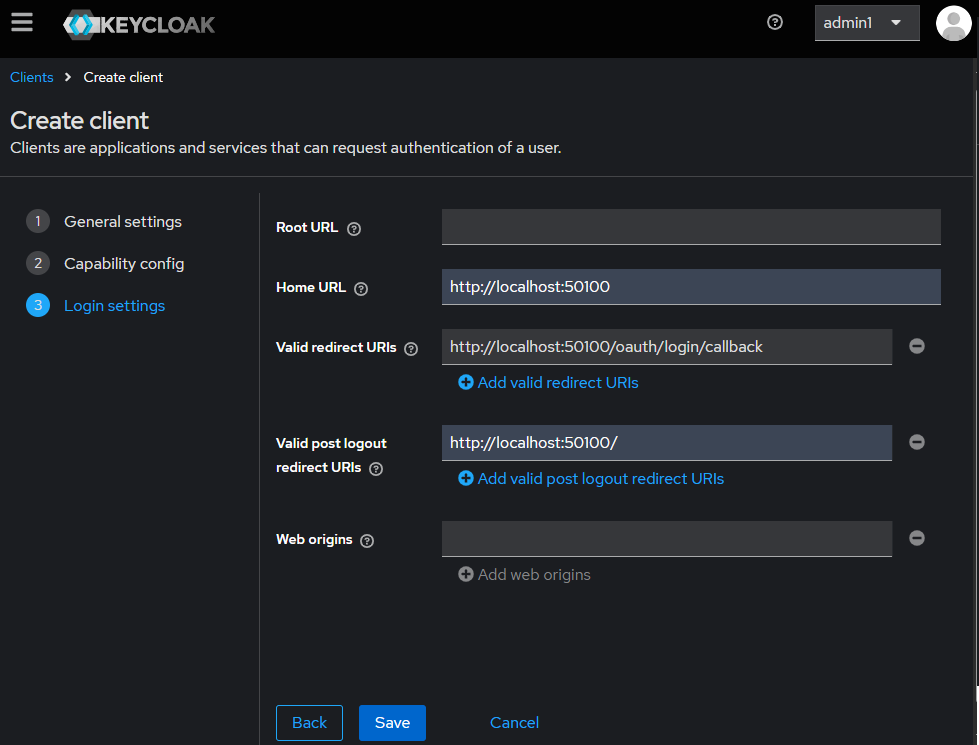 KEYCLOAK
admin1
Clients > Create client
Create client
Clients are applications and services that can request authentication of a user.
1 General settings
2 Capability config
3 Login settings
Root URL
Home URL
http://localhost:50100
Valid redirect URIs
http://localhost:50100/oauth/login/callback
Add valid redirect URIs
Valid post logout
redirect URIs
http://localhost:50100/
Add valid post logout redirect URIs
Web origins
Add web origins
Back
Save
Cancel